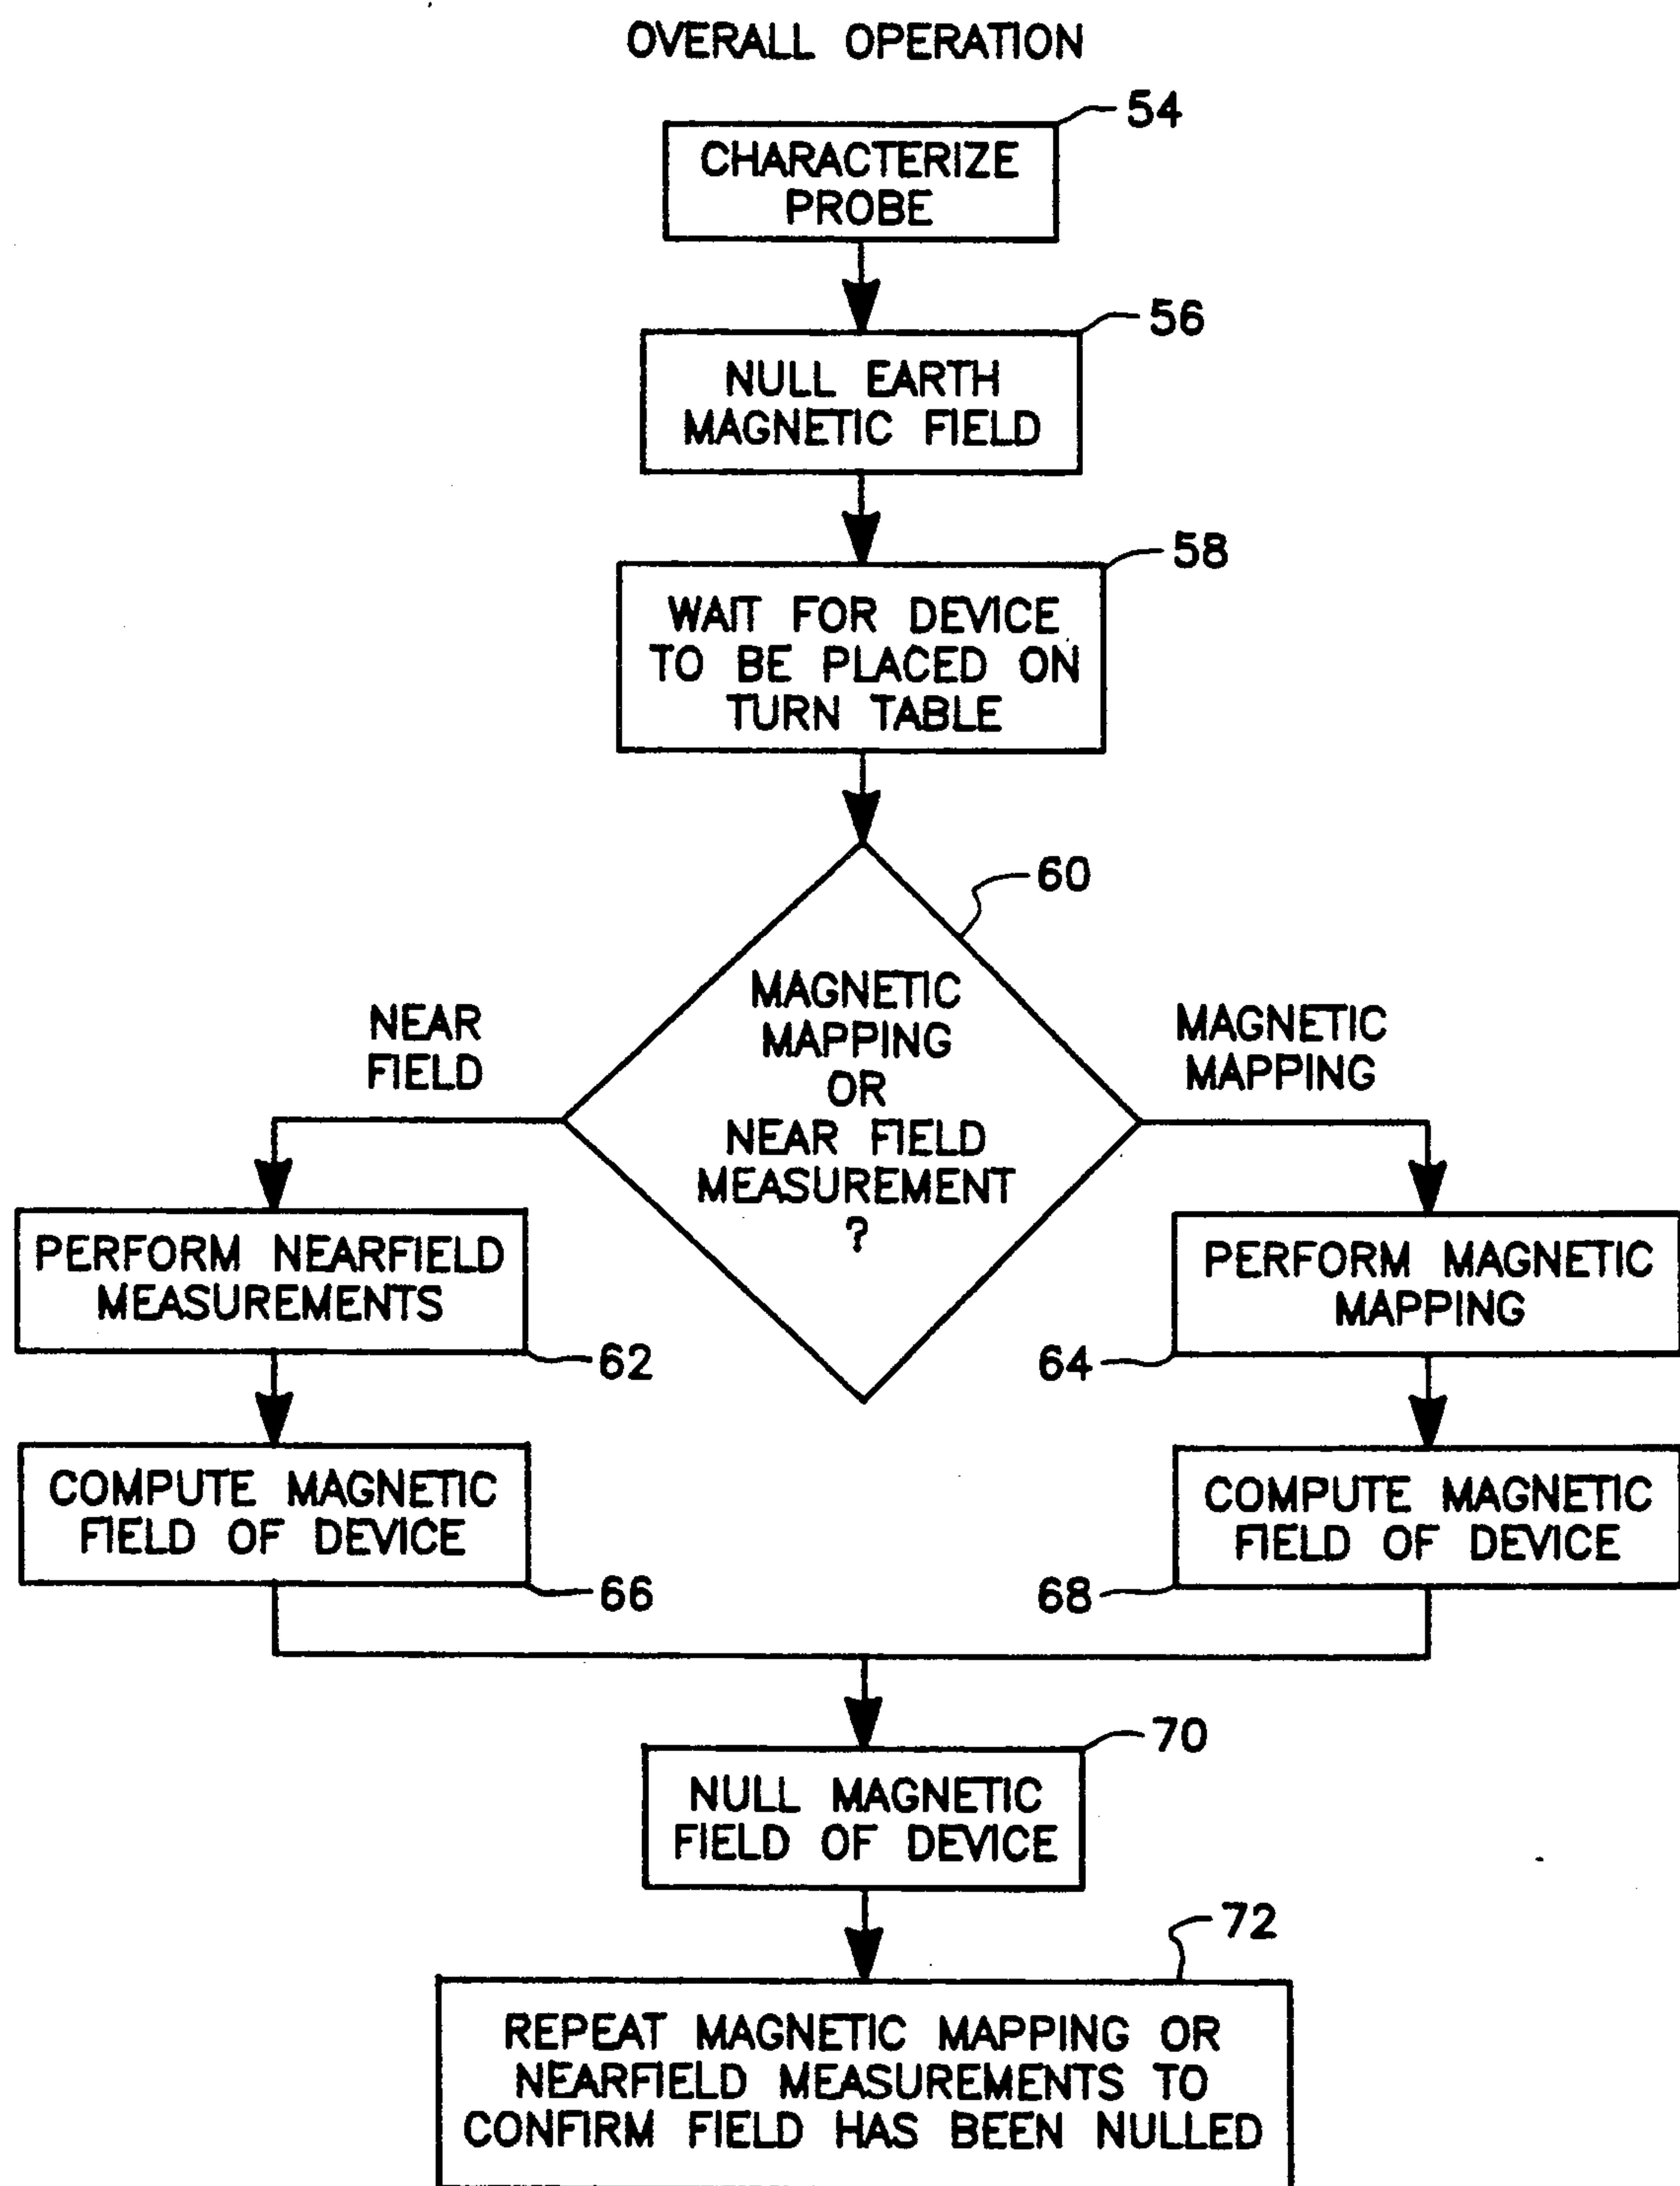 OVERALL OPERATION
54
CHARACTERIZE
PROBE
56
NULL EARTH
MAGNETIC FIELD
58
WAIT FOR DEVICE
TO BE PLACED ON
TURN TABLE
60
MAGNETIC
MAPPING
OR
NEAR FIELD
MEASUREMENT
?
NEAR
FIELD
MAGNETIC
MAPPING
PERFORM NEARFIELD
MEASUREMENTS
62
PERFORM MAGNETIC
MAPPING
64
COMPUTE MAGNETIC
FIELD OF DEVICE
66
COMPUTE MAGNETIC
FIELD OF DEVICE
68
70
NULL MAGNETIC
FIELD OF DEVICE
72
REPEAT MAGNETIC MAPPING OR
NEARFIELD MEASUREMENTS TO
CONFIRM FIELD HAS BEEN NULLED